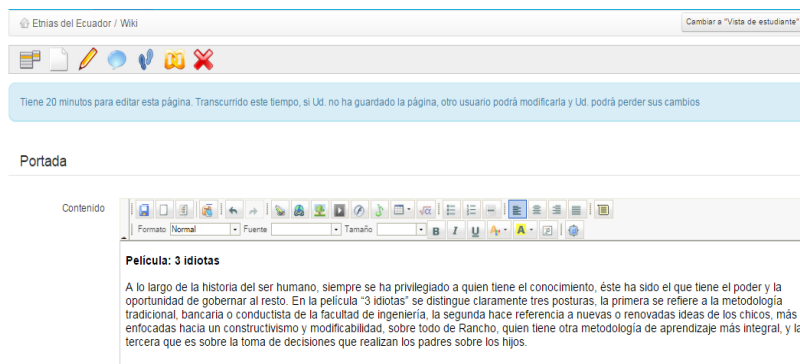 Etnias del Ecuador / Wiki
Cambiar a "Vista de estudiante"
Tiene 20 minutos para editar esta página. Transcurrido este tiempo, si Ud. no ha guardado la página, otro usuario podrá modificarla y Ud. podrá perder sus cambios
Portada
Contenido
Formato Normal Fuente Tamaño B I U
Película: 3 idiotas
A lo largo de la historia del ser humano, siempre se ha privilegiado a quien tiene el conocimiento, éste ha sido el que tiene el poder y la
oportunidad de gobernar al resto. En la película “3 idiotas” se distingue claramente tres posturas, la primera se refiere a la metodología
tradicional, bancaria o conductista de la facultad de ingeniería, la segunda hace referencia a nuevas o renovadas ideas de los chicos, más
enfocadas hacia un constructivismo y modificabilidad, sobre todo de Rancho, quien tiene otra metodología de aprendizaje más integral, y la
tercera que es sobre la toma de decisiones que realizan los padres sobre los hijos.